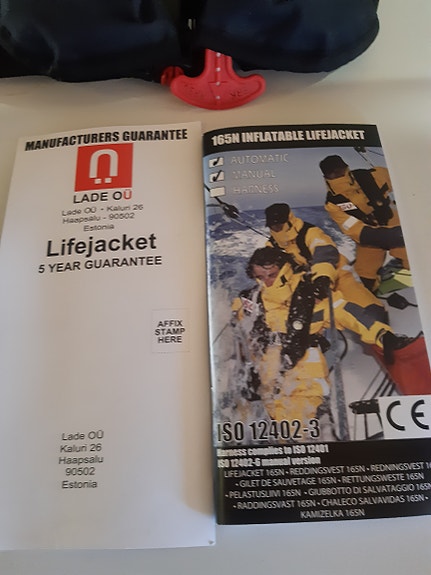 MANUFACTURERS GUARANTEE
LADE OÜ
Lade OÜ - Kaluri 26
Haapsalu - 90502
Estonia
Lifejacket
5 YEAR GUARANTEE
AFFIX
STAMP
HERE
Lade OÜ
Kaluri 26
Haapsalu
90502
Estonia
165N INFLATABLE LIFEJACKET
AUTOMATIC
MANUAL
HARNESS
ISO 12402-3
CE
Harness complies to ISO 12401
ISO 12402-6 manual version
LIFEJACKET 165N • REDDINGSVEST 165N • REDNINGSVEST 16
• GILET DE SAUVETAGE 165N • RETTUNGSWESTE 165N
• PELASTUSLIIVI 165N • GIUBBOTTO DI SALVATAGGIO 165N
• RADDNINGSVAST 165N • CHALECO SALVAVIDAS 165N •
KAMIZELKA 165N